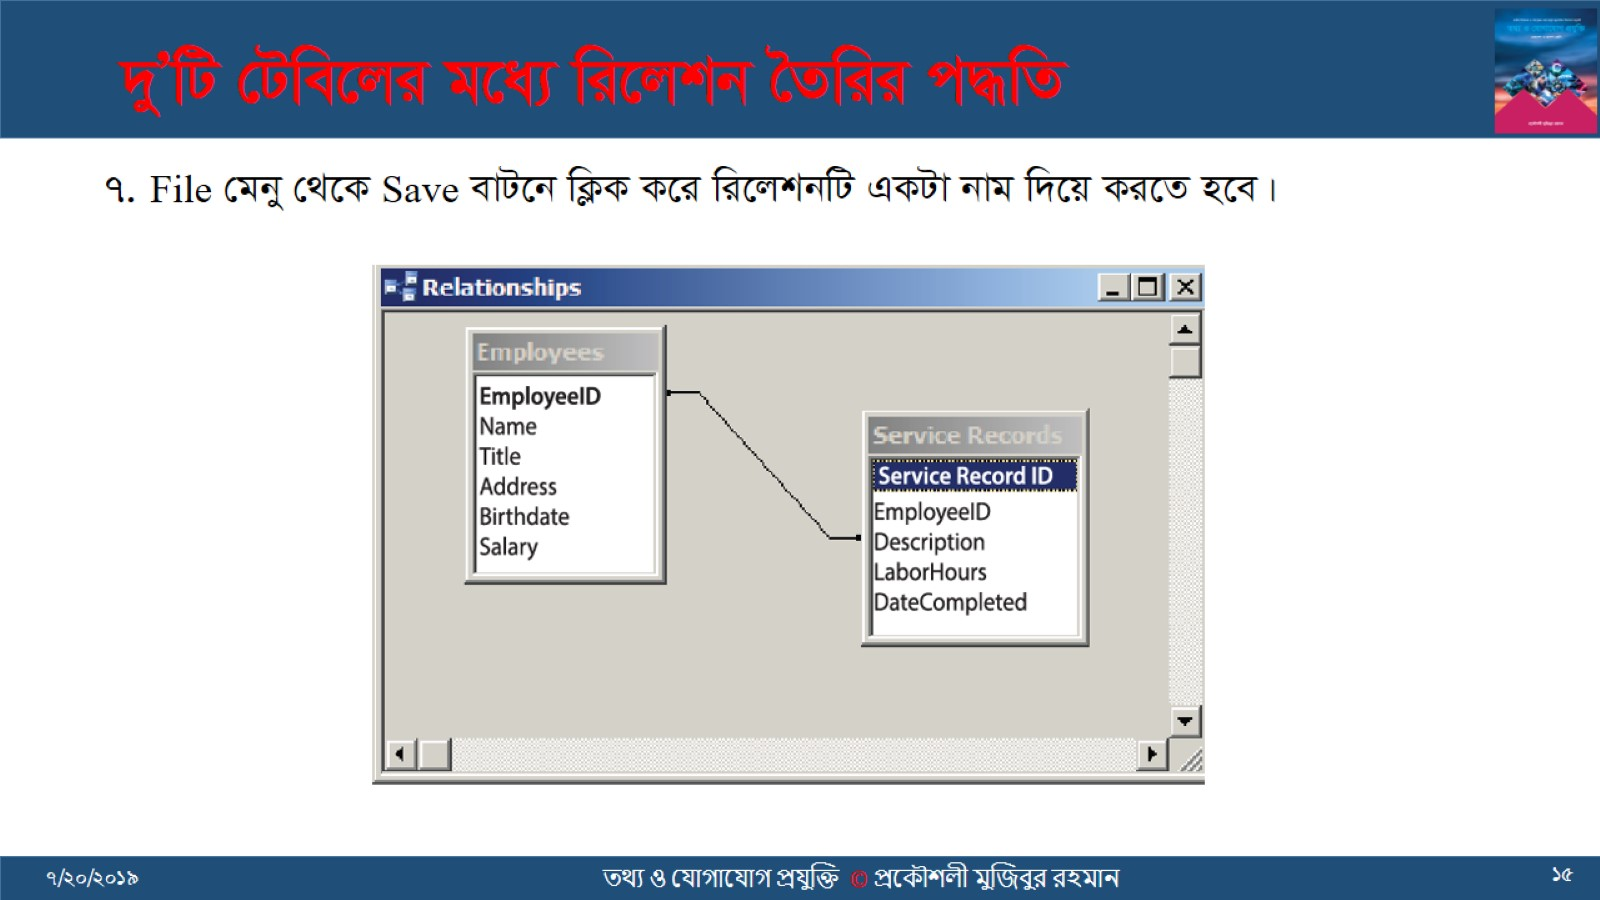 দু’টি টেবিলের মধ্যে রিলেশন তৈরির পদ্ধতি
৭. File মেনু থেকে Save বাটনে ক্লিক করে রিলেশনটি একটা নাম দিয়ে করতে হবে।
Relationships
Employees
EmployeeID
Name
Title
Address
Birthdate
Salary
Service Records
Service Record ID
EmployeeID
Description
LaborHours
DateCompleted
৭/২০/২০১৯
তথ্য ও যোগাযোগ প্রযুক্তি © প্রকৌশলী মুজিবুর রহমান
১৫